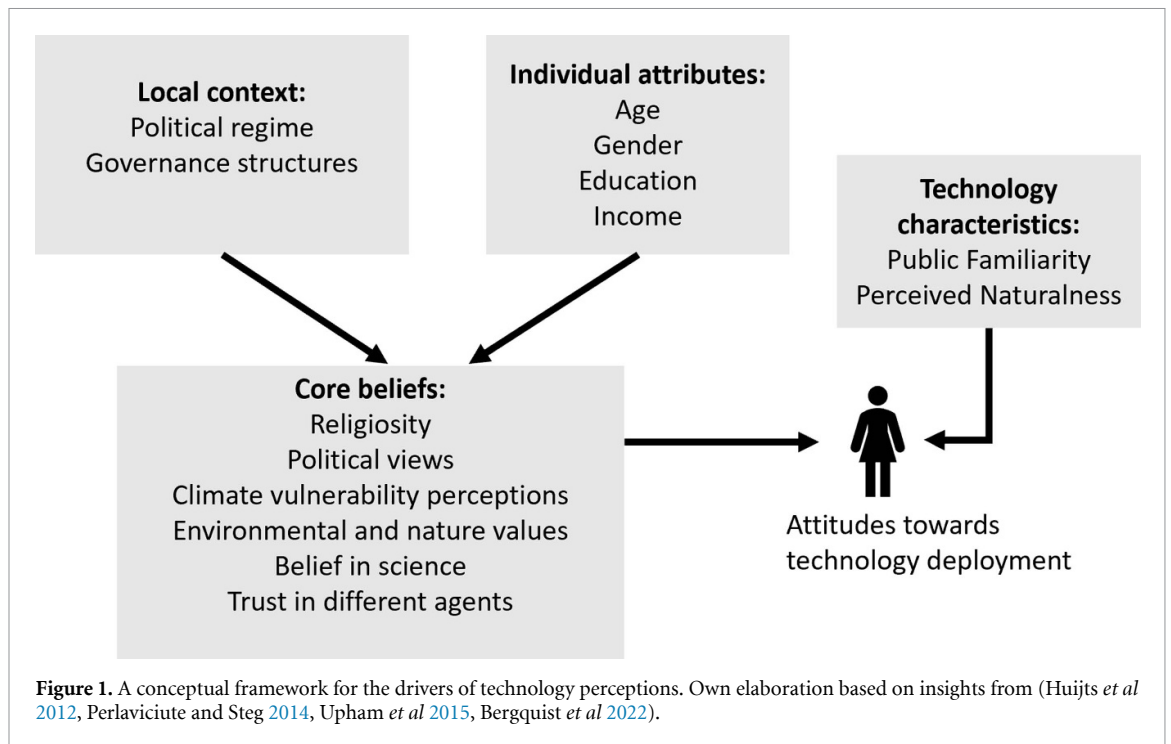 Local context:
Political regime
Governance structures
Individual attributes:
Age
Gender
Education
Income
Technology
characteristics:
Public Familiarity
Perceived Naturalness
Core beliefs:
Religiosity
Political views
Climate vulnerability perceptions
Environmental and nature values
Belief in science
Trust in different agents
Attitudes towards
technology deployment
Figure 1. A conceptual framework for the drivers of technology perceptions. Own elaboration based on insights from (Huijts et al
2012, Perlaviciute and Steg 2014, Upham et al 2015, Bergquist et al 2022).